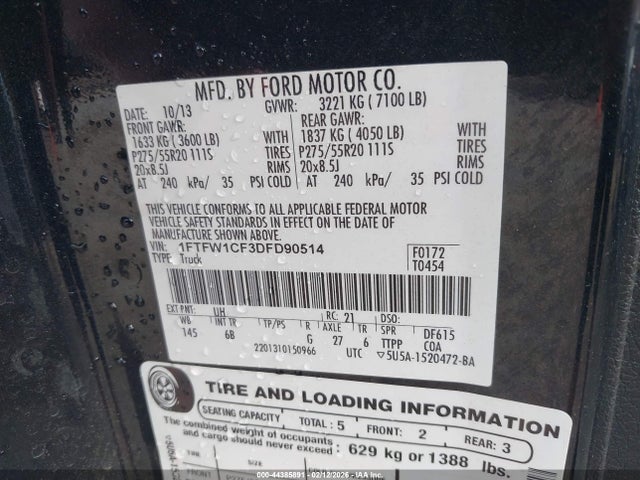 MFD. BY FORD MOTOR CO.
DATE: 10/13 GVWR: 3221 KG ( 7100 LB)
FRONT GAWR: REAR GAWR:
1633 KG ( 3600 LB) WITH 1837 KG ( 4050 LB) WITH
P275/55R20 111S TIRES P275/55R20 111S TIRES
20x8.5J RIMS 20x8.5J RIMS
AT 240 kPa/ 35 PSI COLD AT 240 kPa/ 35 PSI COLD
THIS VEHICLE CONFORMS TO ALL APPLICABLE FEDERAL MOTOR
VEHICLE SAFETY STANDARDS IN EFFECT ON THE DATE OF
MANUFACTURE SHOWN ABOVE.
VIN: 1FTFW1CF3DFD90514 F0172
TYPE: Truck T0454
EXT PNT: UH RC: 21 DSO:
WB INT TR TP/PS R AXLE TR SPR DF615
145 6B G 27 6 TTPP COA
2201310150966 UTC ▽5U5A-1520472-BA
TIRE AND LOADING INFORMATION
SEATING CAPACITY TOTAL : 5 FRONT: 2 REAR: 3
The combined weight of occupants
and cargo should never exceed : 629 kg or 1388 lbs.
SIZE
000-44385891 - 02/12/2026 -